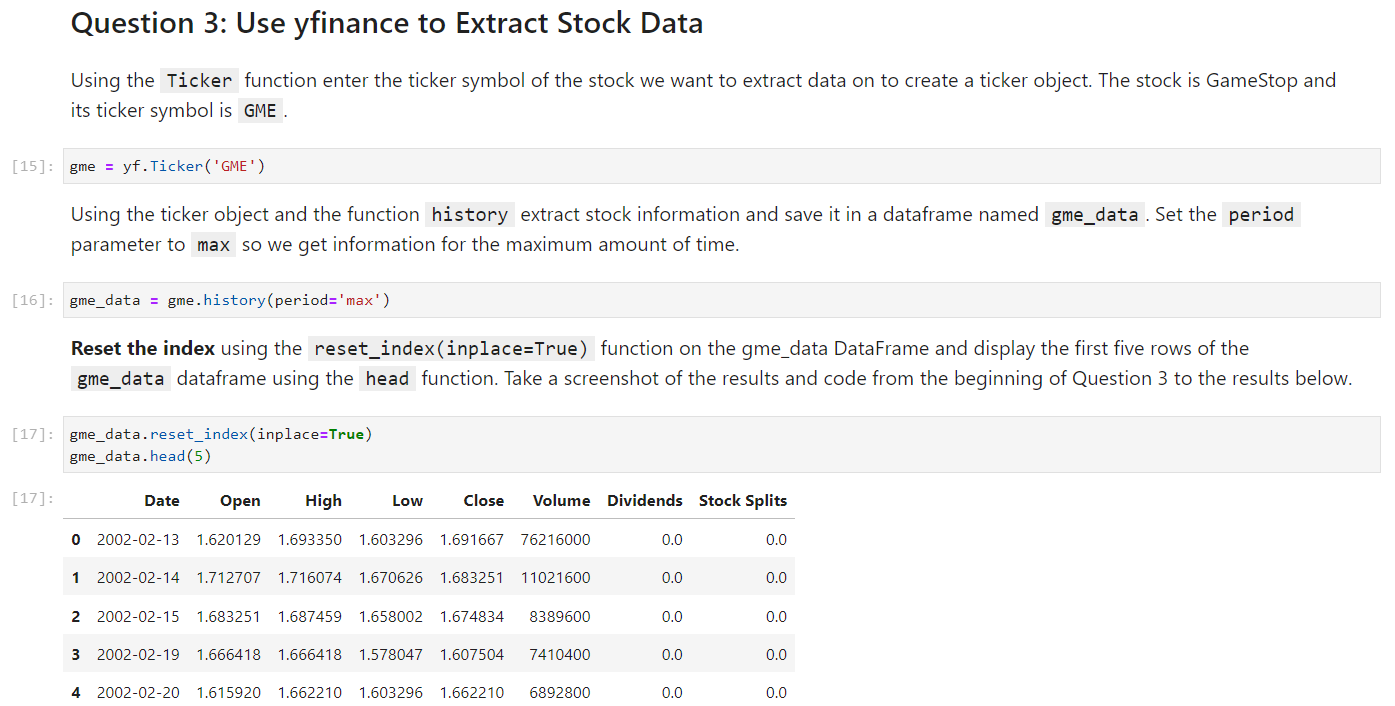 Question 3: Use yfinance to Extract Stock Data
Using the Ticker function enter the ticker symbol of the stock we want to extract data on to create a ticker object. The stock is GameStop and
its ticker symbol is GME .
[15]: gme = yf.Ticker('GME')
Using the ticker object and the function history extract stock information and save it in a dataframe named gme_data . Set the period
parameter to max so we get information for the maximum amount of time.
[16]: gme_data = gme.history(period='max')
Reset the index using the reset_index(inplace=True) function on the gme_data DataFrame and display the first five rows of the
gme_data dataframe using the head function. Take a screenshot of the results and code from the beginning of Question 3 to the results below.
[17]: gme_data.reset_index(inplace=True)
gme_data.head(5)
[17]: Date Open High Low Close Volume Dividends Stock Splits
0 2002-02-13 1.620129 1.693350 1.603296 1.691667 76216000 0.0 0.0
1 2002-02-14 1.712707 1.716074 1.670626 1.683251 11021600 0.0 0.0
2 2002-02-15 1.683251 1.687459 1.658002 1.674834 8389600 0.0 0.0
3 2002-02-19 1.666418 1.666418 1.578047 1.607504 7410400 0.0 0.0
4 2002-02-20 1.615920 1.662210 1.603296 1.662210 6892800 0.0 0.0